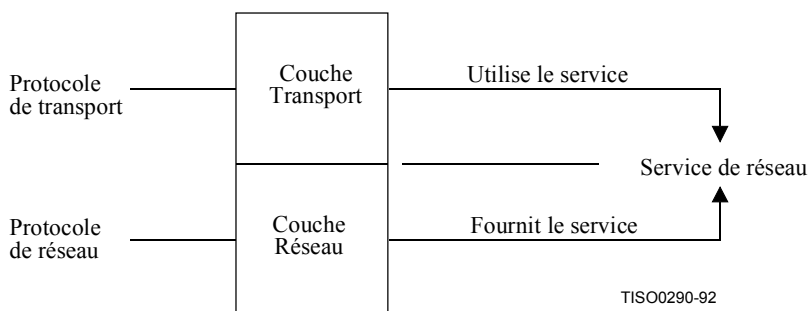 Protocole
de transport
Couche
Transport
Utilise le service
Service de réseau
Protocole
de réseau
Couche
Réseau
Fournit le service
TISO0290-92